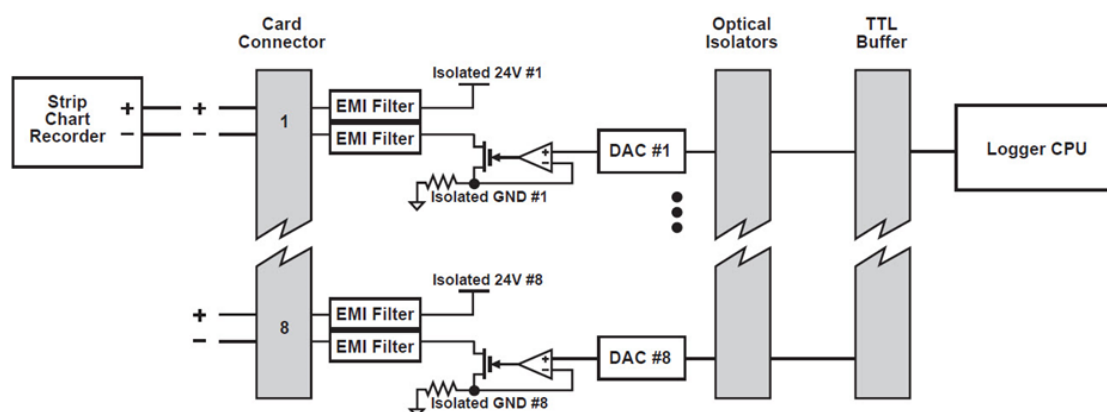 Card
Connector
Optical
Isolators
TTL
Buffer
Strip
Chart
Recorder
+
−
+
−
1
EMI Filter
EMI Filter
Isolated 24V #1
+
−
DAC #1
Logger CPU
Isolated GND #1
Isolated 24V #8
+
−
8
EMI Filter
EMI Filter
+
−
DAC #8
Isolated GND #8